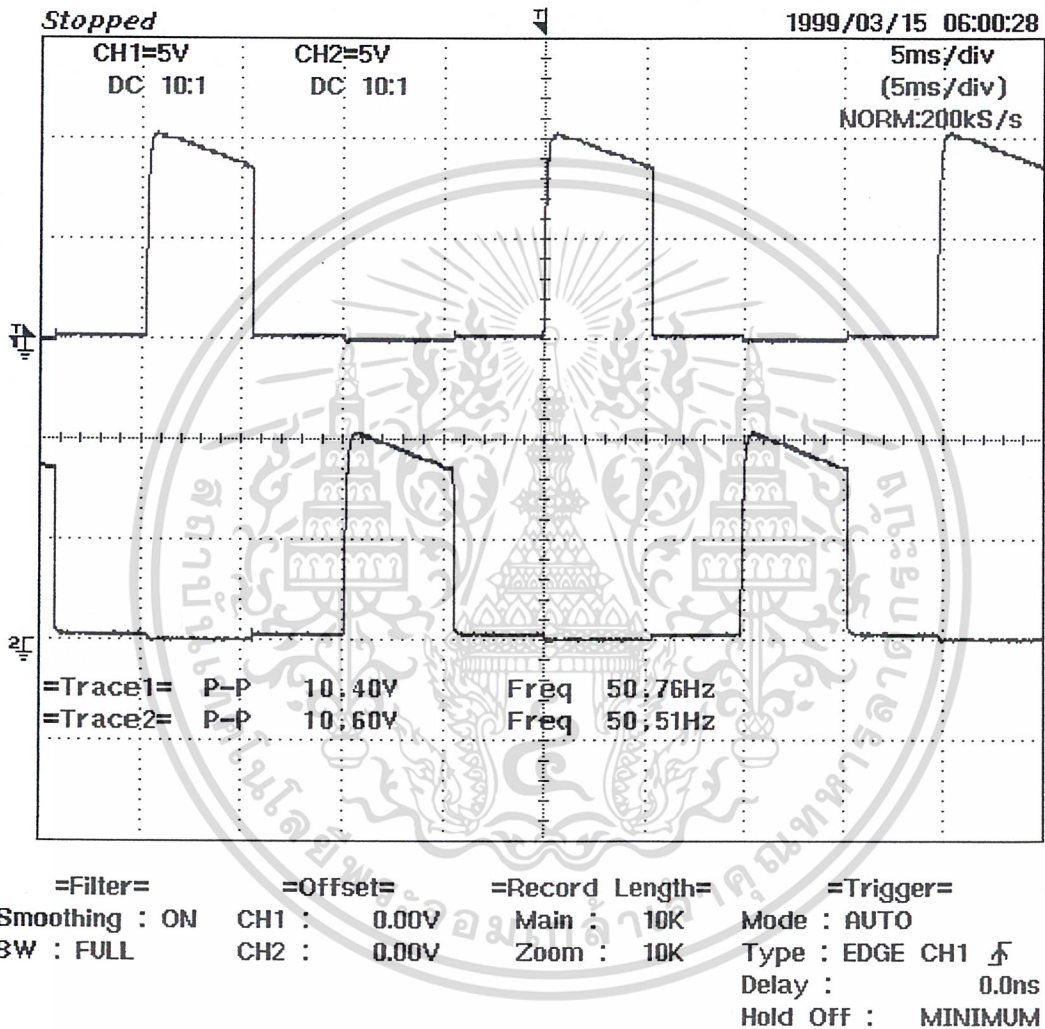 Stopped 1999/03/15 06:00:28
CH1=5V CH2=5V 5ms/div
DC 10:1 DC 10:1 (5ms/div)
NORM:200kS/s
=Trace1= P-P 10.40V Freq 50.76Hz
=Trace2= P-P 10.60V Freq 50.51Hz
=Filter= =Offset= =Record Length= =Trigger=
Smoothing : ON CH1 : 0.00V Main : 10K Mode : AUTO
BW : FULL CH2 : 0.00V Zoom : 10K Type : EDGE CH1
Delay : 0.0ns
Hold Off : MINIMUM